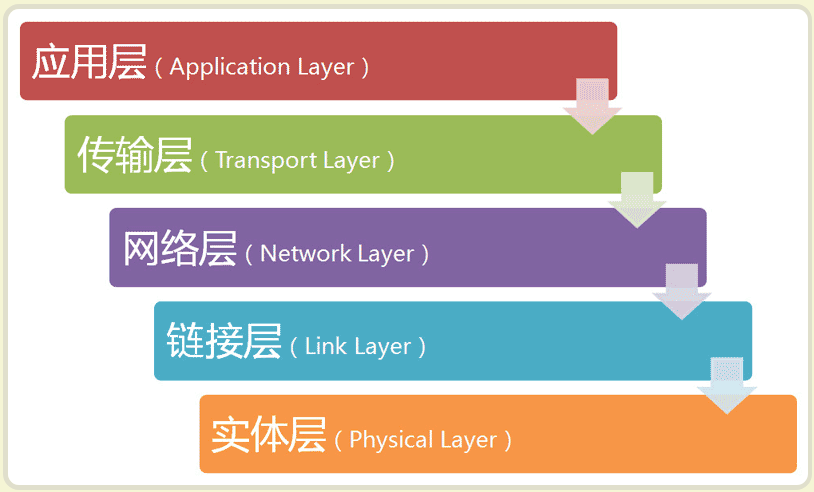 应用层（Application Layer）
传输层（Transport Layer）
网络层（Network Layer）
链接层（Link Layer）
实体层（Physical Layer）